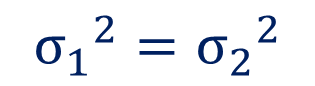 σ₁² = σ₂²